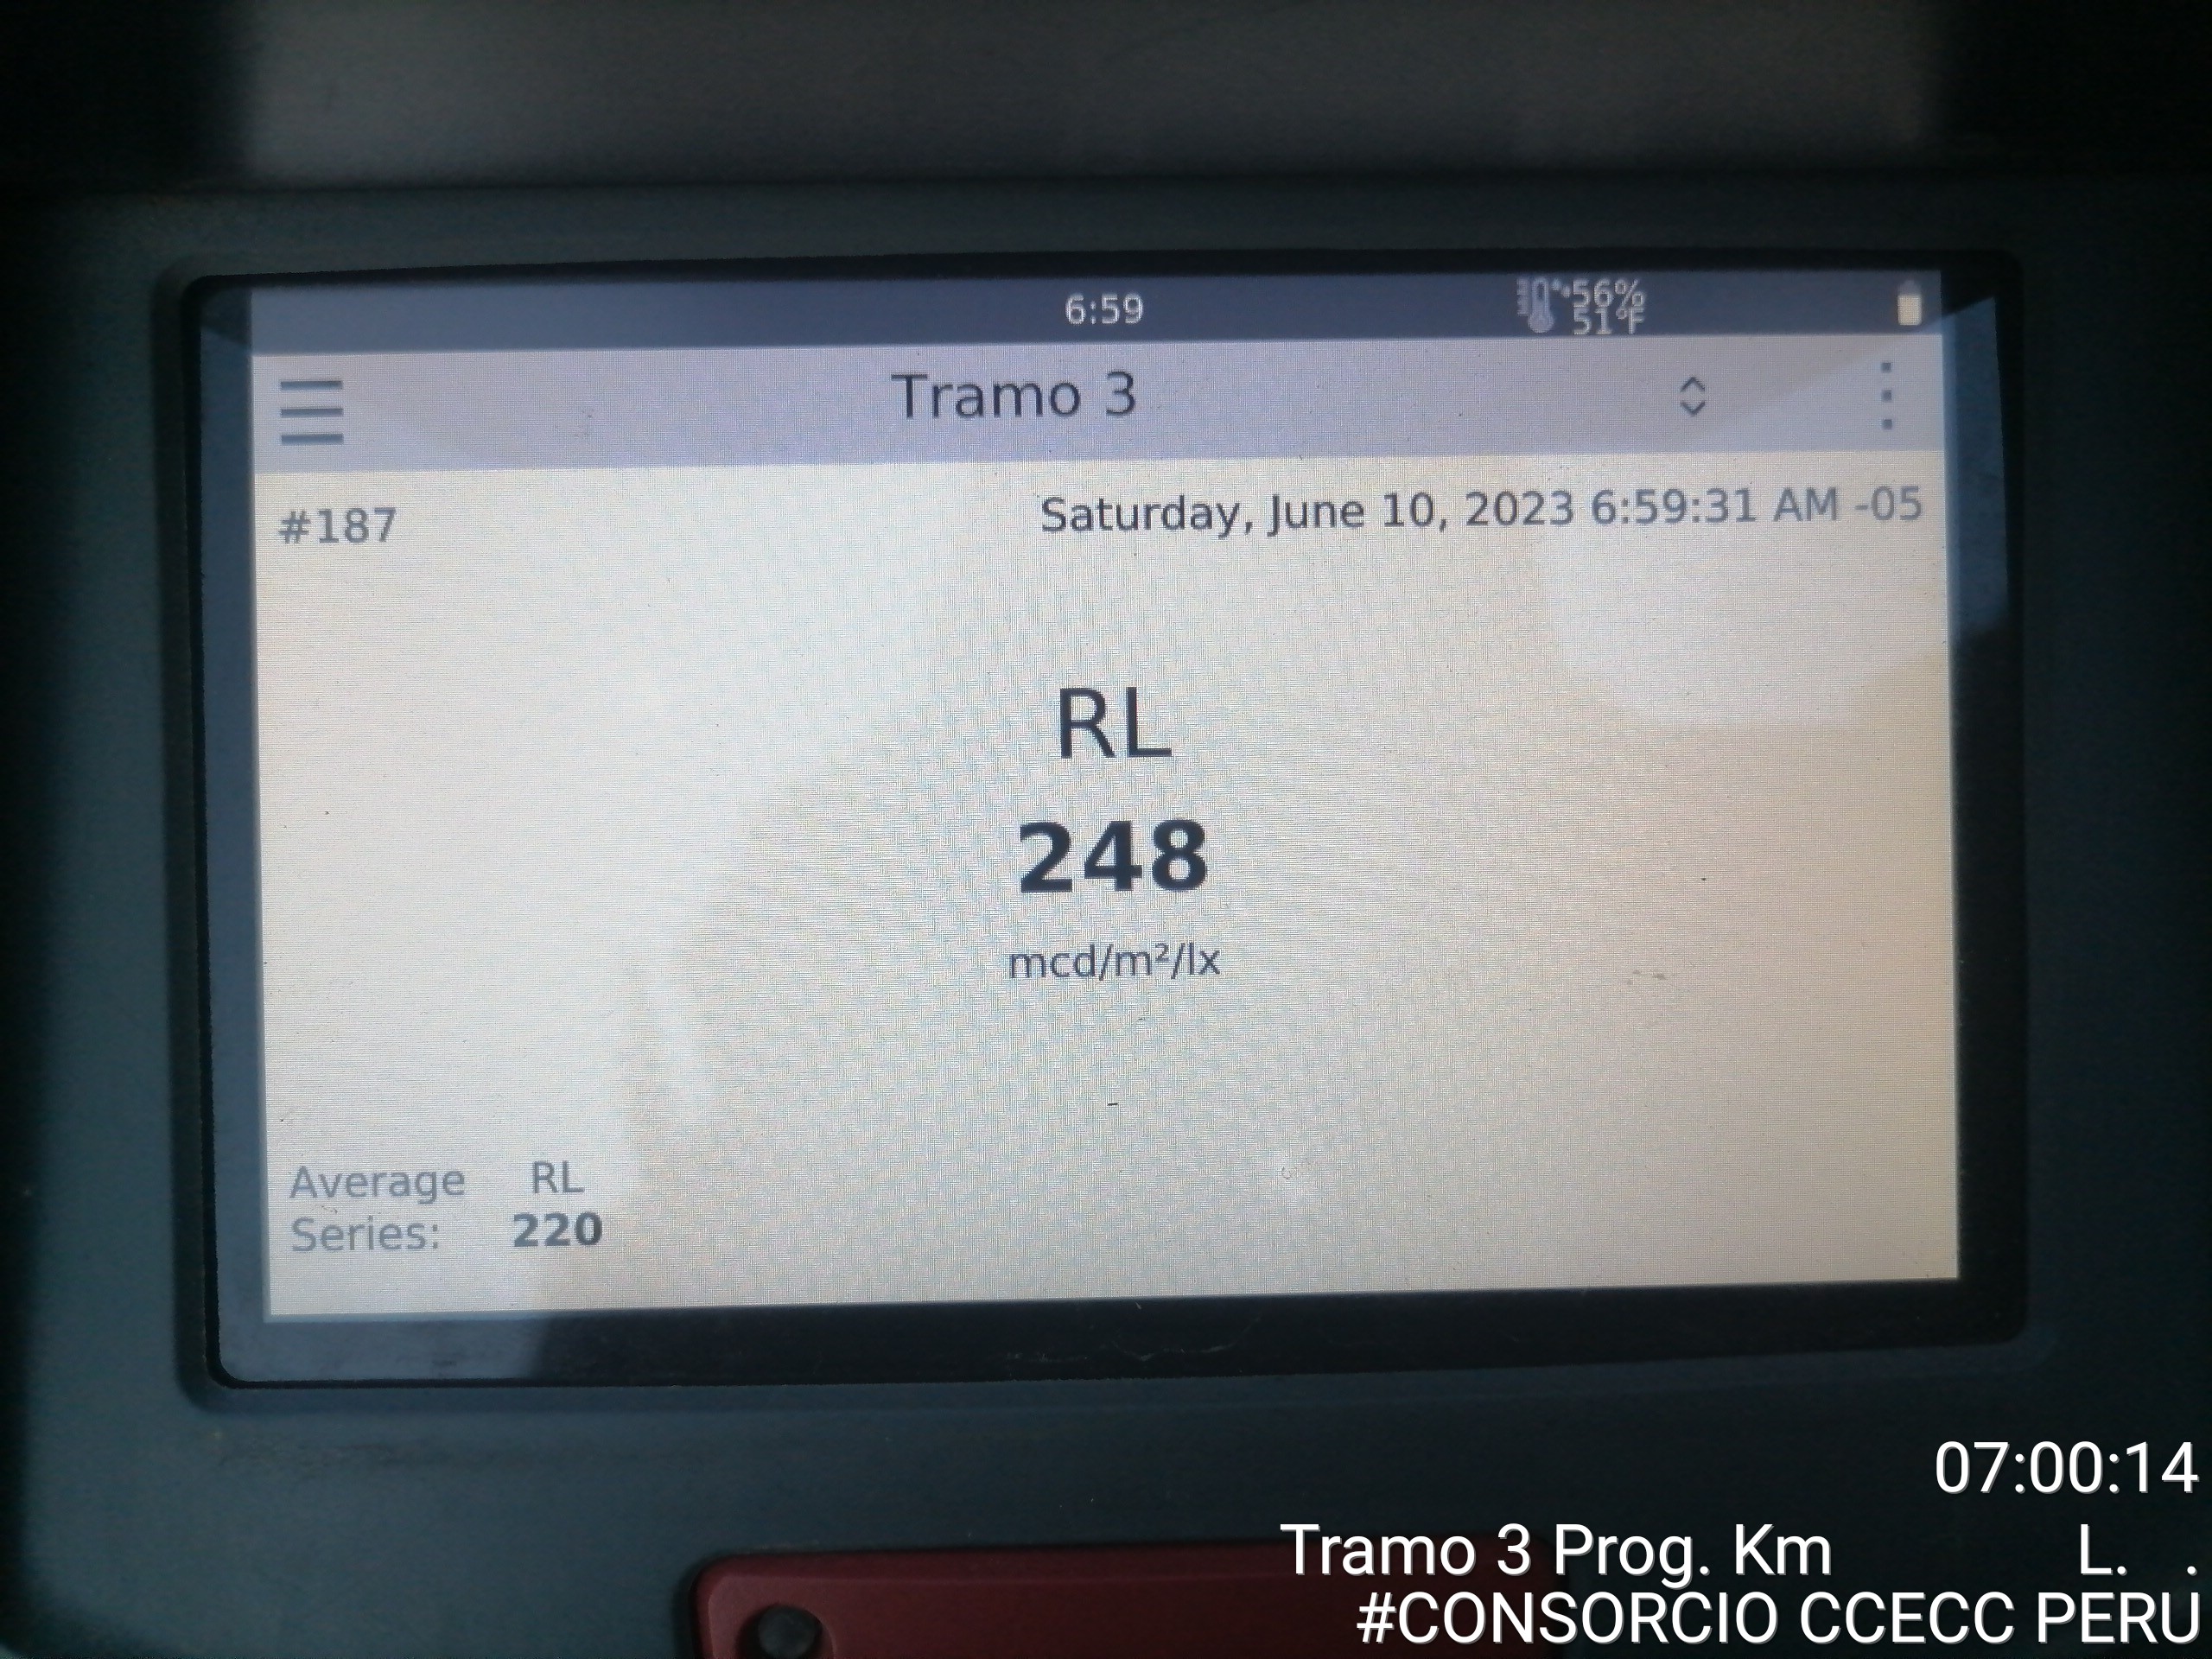 6:59
56%
51°F
Tramo 3
#187
Saturday, June 10, 2023 6:59:31 AM -05
RL
248
mcd/m²/lx
-
Average RL
Series: 220
07:00:14
Tramo 3 Prog. Km L. .
#CONSORCIO CCECC PERU